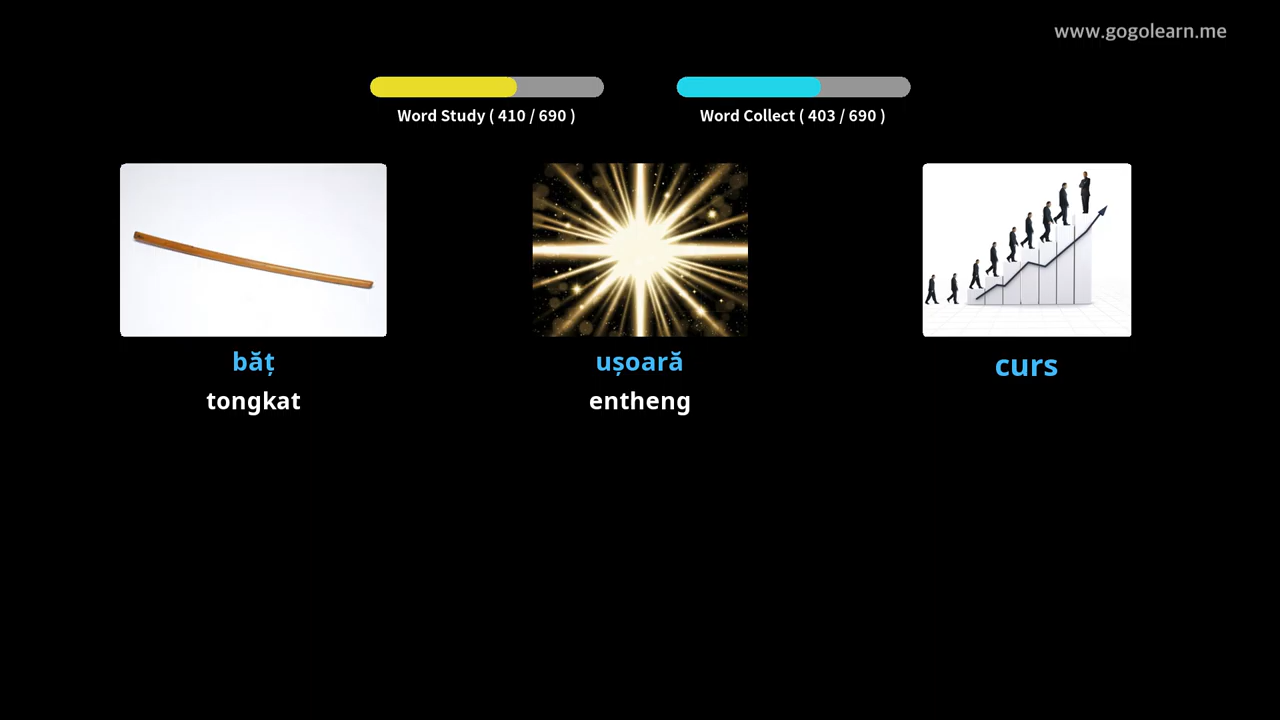 www.gogolearn.me
Word Study ( 410 / 690 )
Word Collect ( 403 / 690 )
băț
tongkat
ușoară
entheng
curs